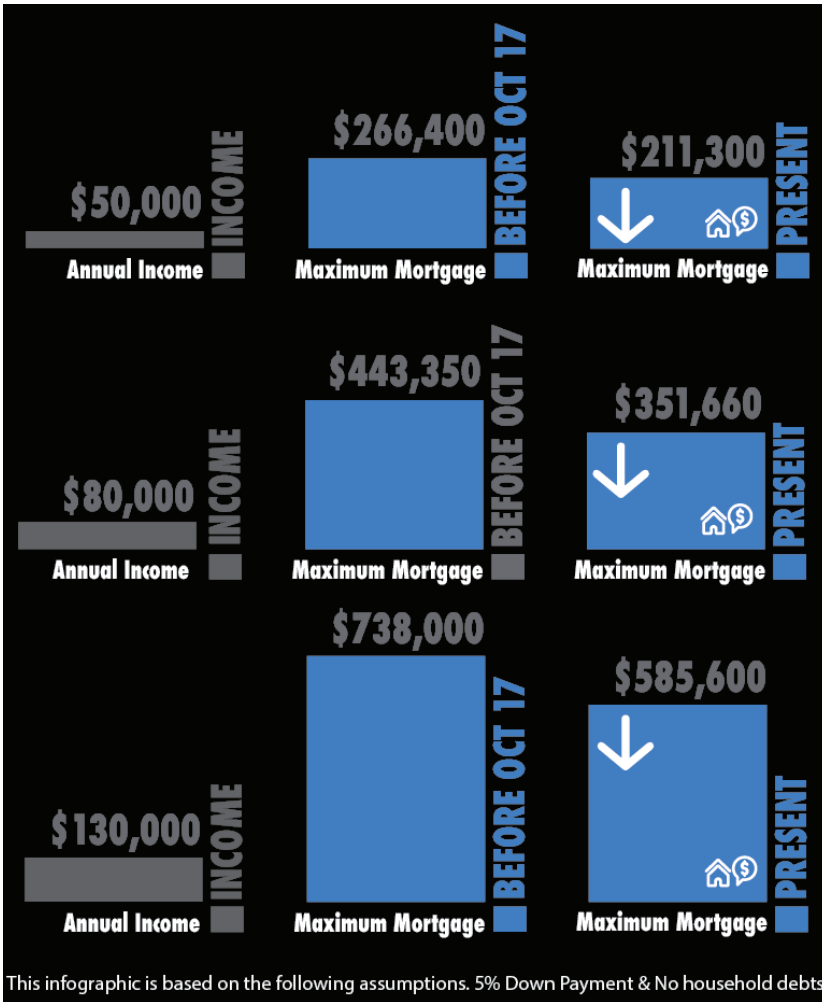 $50,000
INCOME
Annual Income
$266,400
BEFORE OCT 17
Maximum Mortgage
$211,300
$
PRESENT
Maximum Mortgage
$80,000
INCOME
Annual Income
$443,350
BEFORE OCT 17
Maximum Mortgage
$351,660
$
PRESENT
Maximum Mortgage
$130,000
INCOME
Annual Income
$738,000
BEFORE OCT 17
Maximum Mortgage
$585,600
$
PRESENT
Maximum Mortgage
This infographic is based on the following assumptions. 5% Down Payment & No household debts